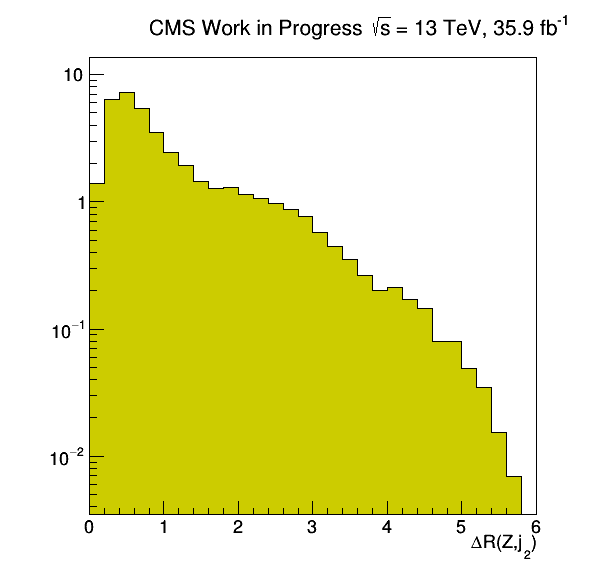 CMS Work in Progress √s = 13 TeV, 35.9 fb⁻¹
10
1
10⁻¹
10⁻²
0 1 2 3 4 5 6
ΔR(Z,j₂)